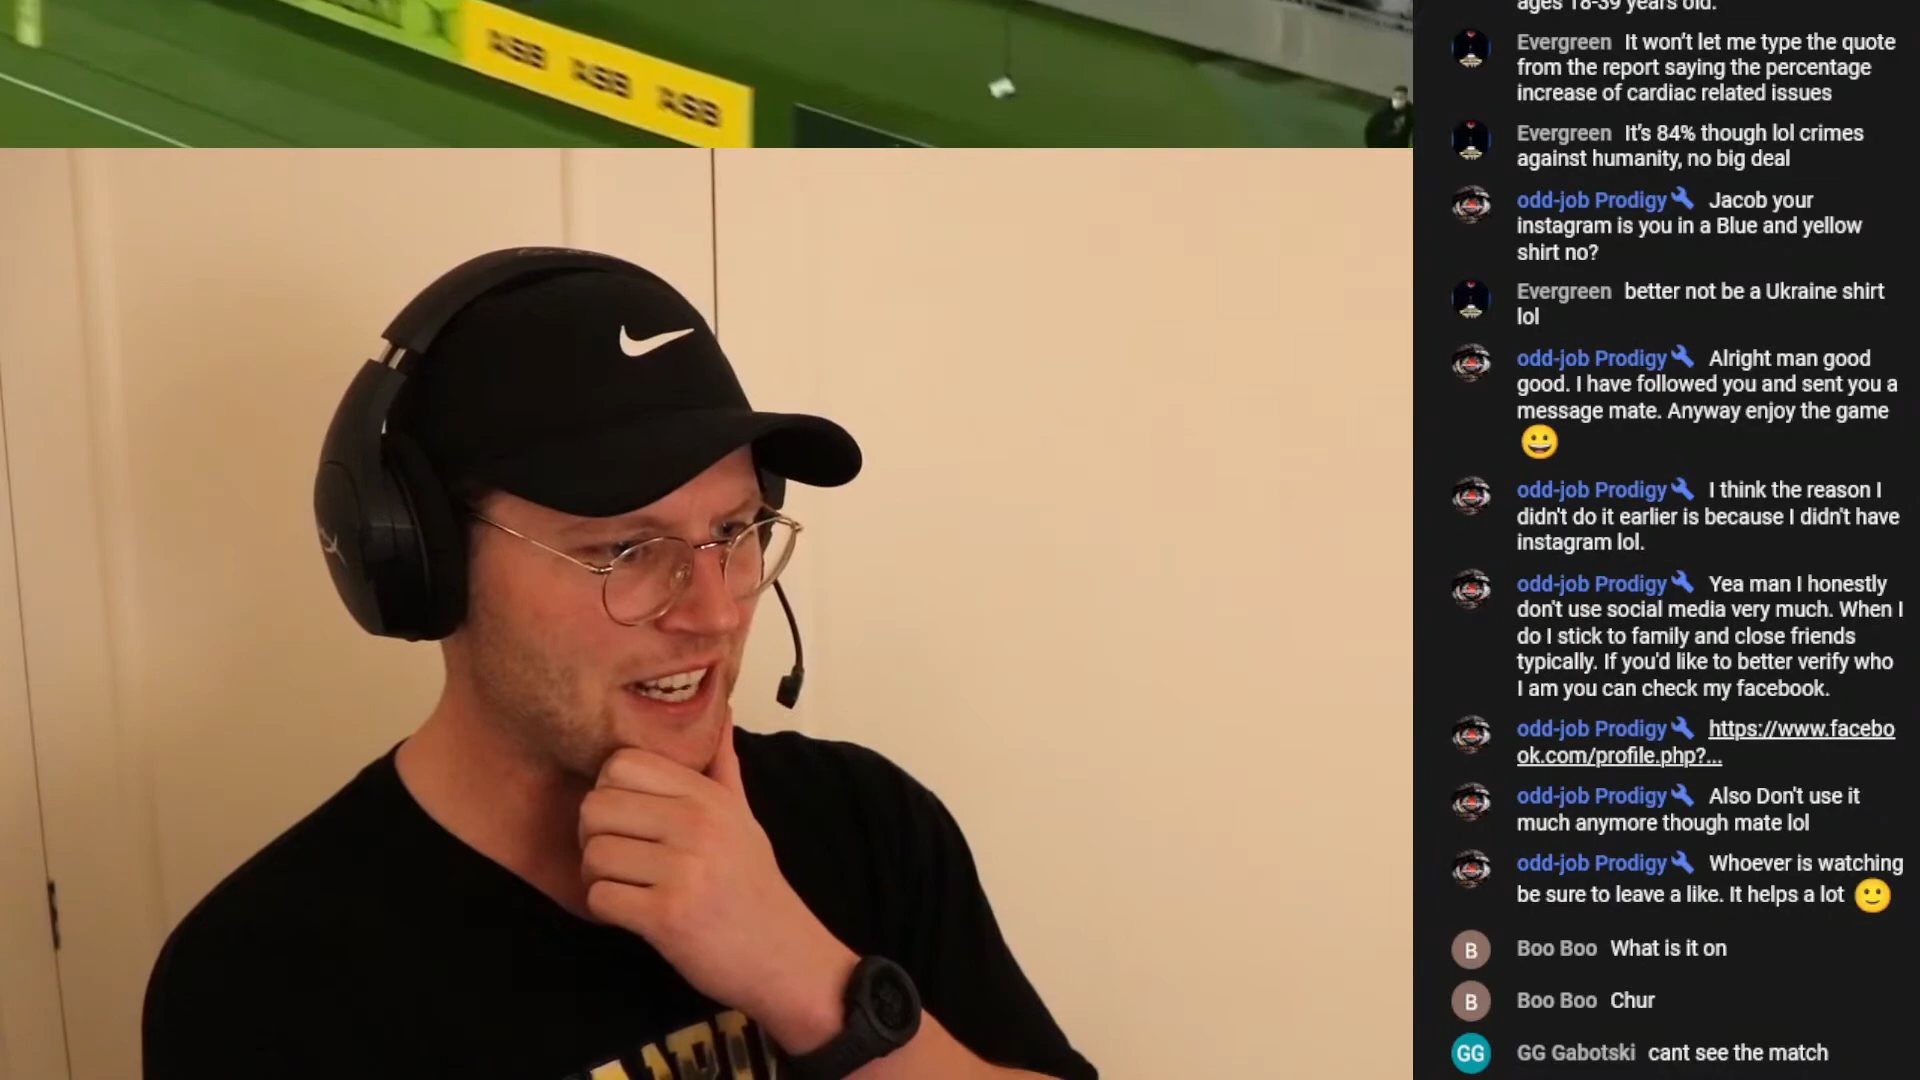 ASB ASB ASB
ages 18-39 years old.
Evergreen It won't let me type the quote
from the report saying the percentage
increase of cardiac related issues
Evergreen It's 84% though lol crimes
against humanity, no big deal
odd-job Prodigy Jacob your
instagram is you in a Blue and yellow
shirt no?
Evergreen better not be a Ukraine shirt
lol
odd-job Prodigy Alright man good
good. I have followed you and sent you a
message mate. Anyway enjoy the game
😀
odd-job Prodigy I think the reason I
didn't do it earlier is because I didn't have
instagram lol.
odd-job Prodigy Yea man I honestly
don't use social media very much. When I
do I stick to family and close friends
typically. If you'd like to better verify who
I am you can check my facebook.
odd-job Prodigy https://www.facebo
ok.com/profile.php?...
odd-job Prodigy Also Don't use it
much anymore though mate lol
odd-job Prodigy Whoever is watching
be sure to leave a like. It helps a lot 🙂
B Boo Boo What is it on
B Boo Boo Chur
GG GG Gabotski cant see the match